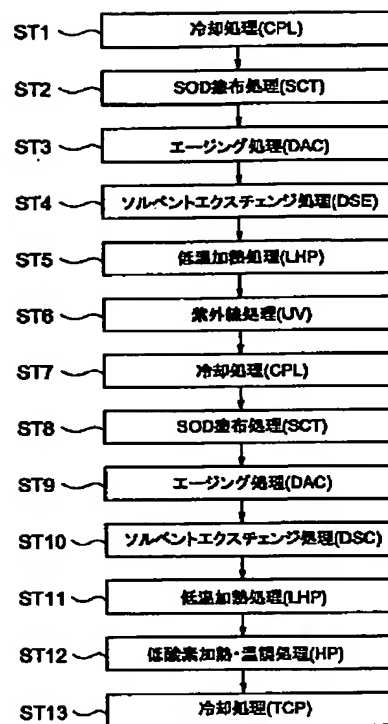 ST1 冷却処理(CPL)
ST2 SOD塗布処理(SCT)
ST3 エージング処理(DAC)
ST4 ソルベントエクスチェンジ処理(DSE)
ST5 低温加熱処理(LHP)
ST6 紫外線処理(UV)
ST7 冷却処理(CPL)
ST8 SOD塗布処理(SCT)
ST9 エージング処理(DAC)
ST10 ソルベントエクスチェンジ処理(DSC)
ST11 低温加熱処理(LHP)
ST12 低酸素加熱・温調処理(HP)
ST13 冷却処理(TCP)